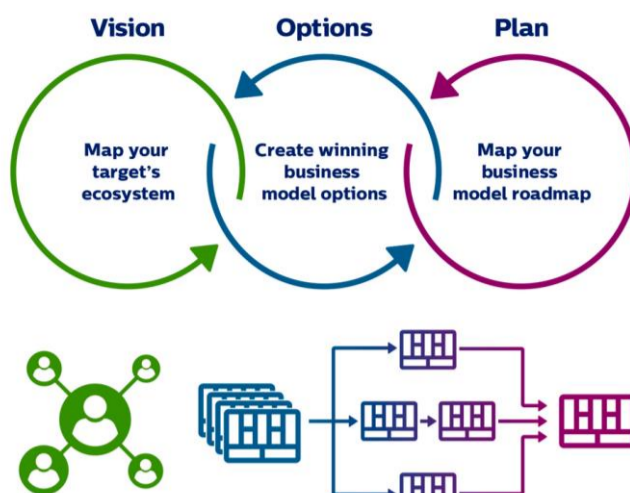 Vision
Options
Plan
Map your
target's
ecosystem
Create winning
business
model options
Map your
business
model roadmap